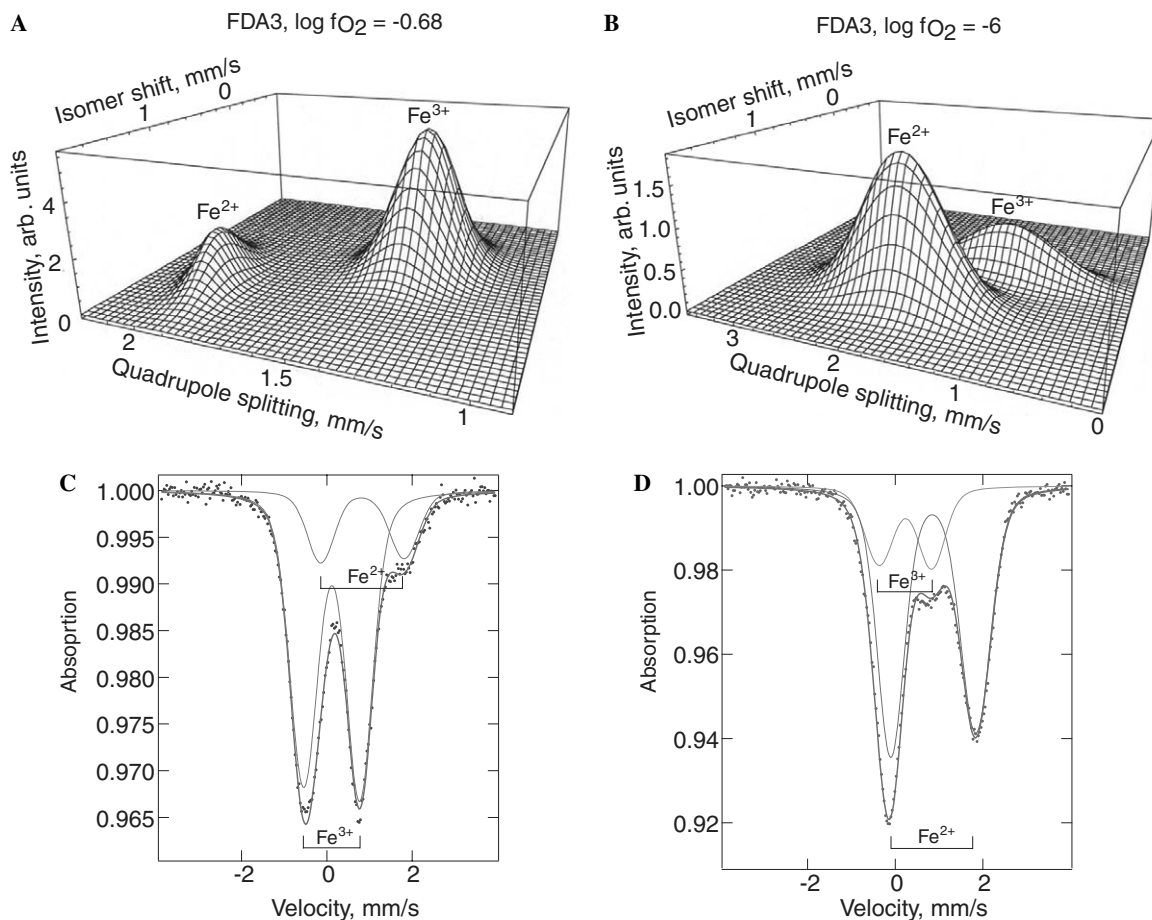 A
FDA3, log fO2 = -0.68
Isomer shift, mm/s
0
1
Fe3+
Fe2+
Intensity, arb. units
4
2
0
2
1.5
1
Quadrupole splitting, mm/s
B
FDA3, log fO2 = -6
Isomer shift, mm/s
0
1
Fe2+
Fe3+
Intensity, arb. units
1.5
1.0
0.5
0.0
3
2
1
0
Quadrupole splitting, mm/s
C
Absoprtion
1.000
0.995
0.990
0.985
0.980
0.975
0.970
0.965
Fe2+
Fe3+
-2
0
2
Velocity, mm/s
D
Absorption
1.00
0.98
0.96
0.94
0.92
Fe3+
Fe2+
-2
0
2
Velocity, mm/s